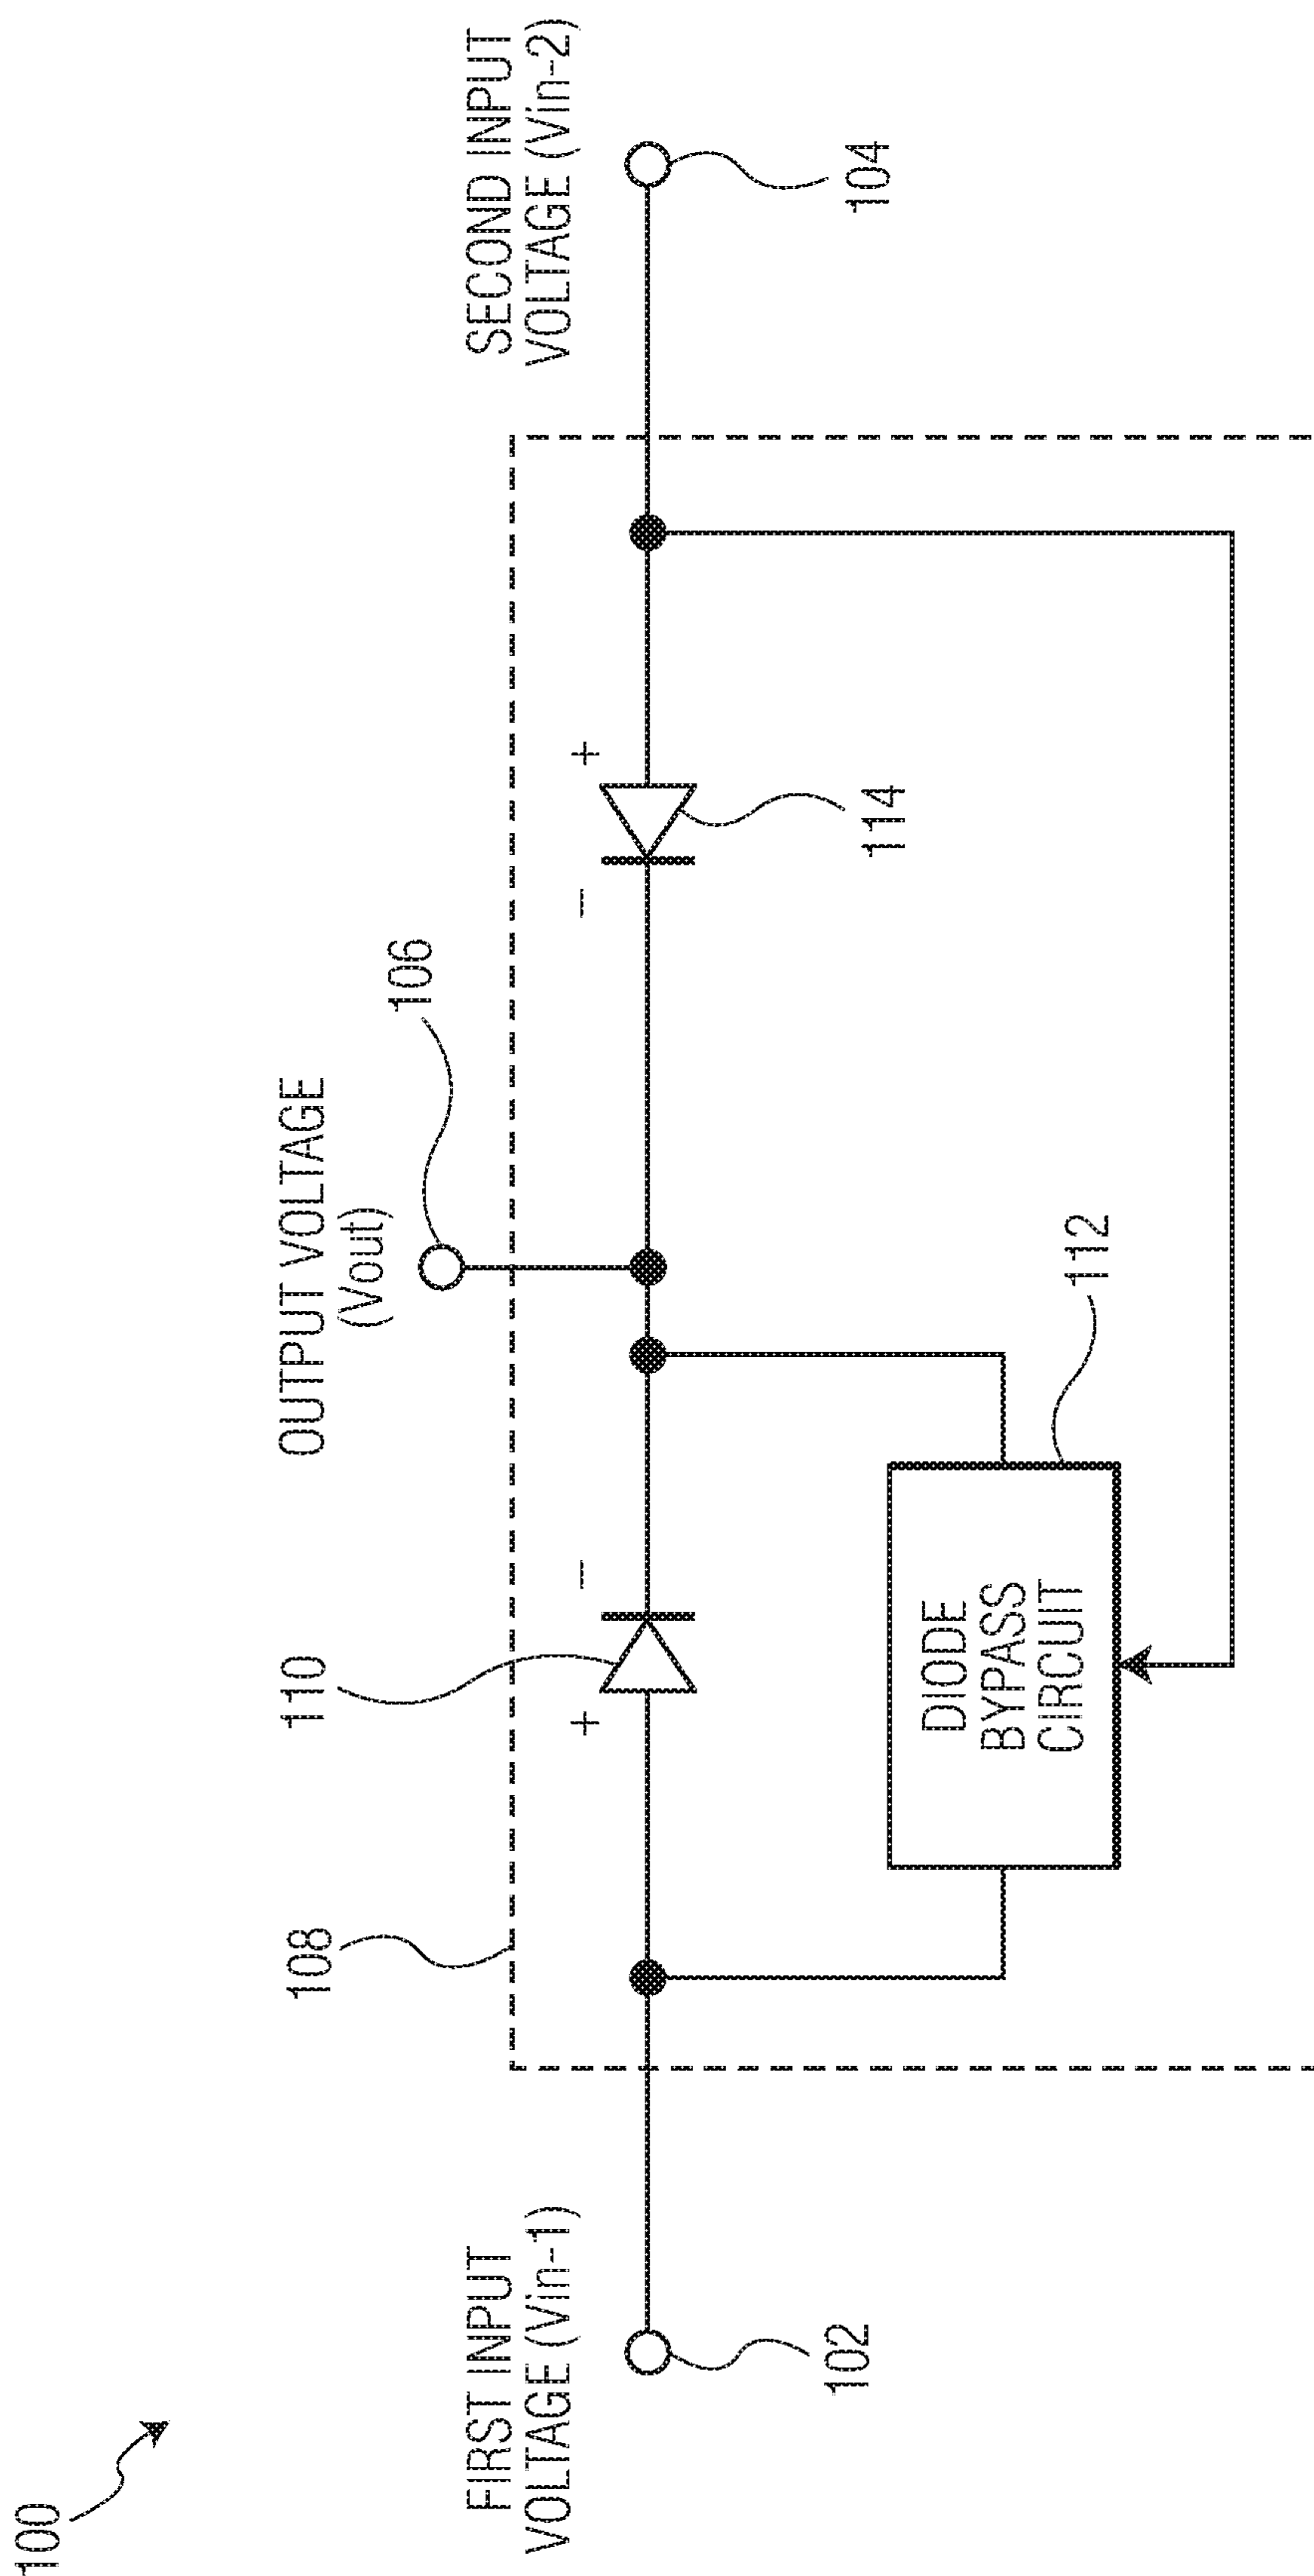 100
OUTPUT VOLTAGE
(Vout)
106
108
110
FIRST INPUT
VOLTAGE (Vin-1)
SECOND INPUT
VOLTAGE (Vin-2)
+
−
−
+
102
114
104
DIODE
BYPASS
CIRCUIT
112